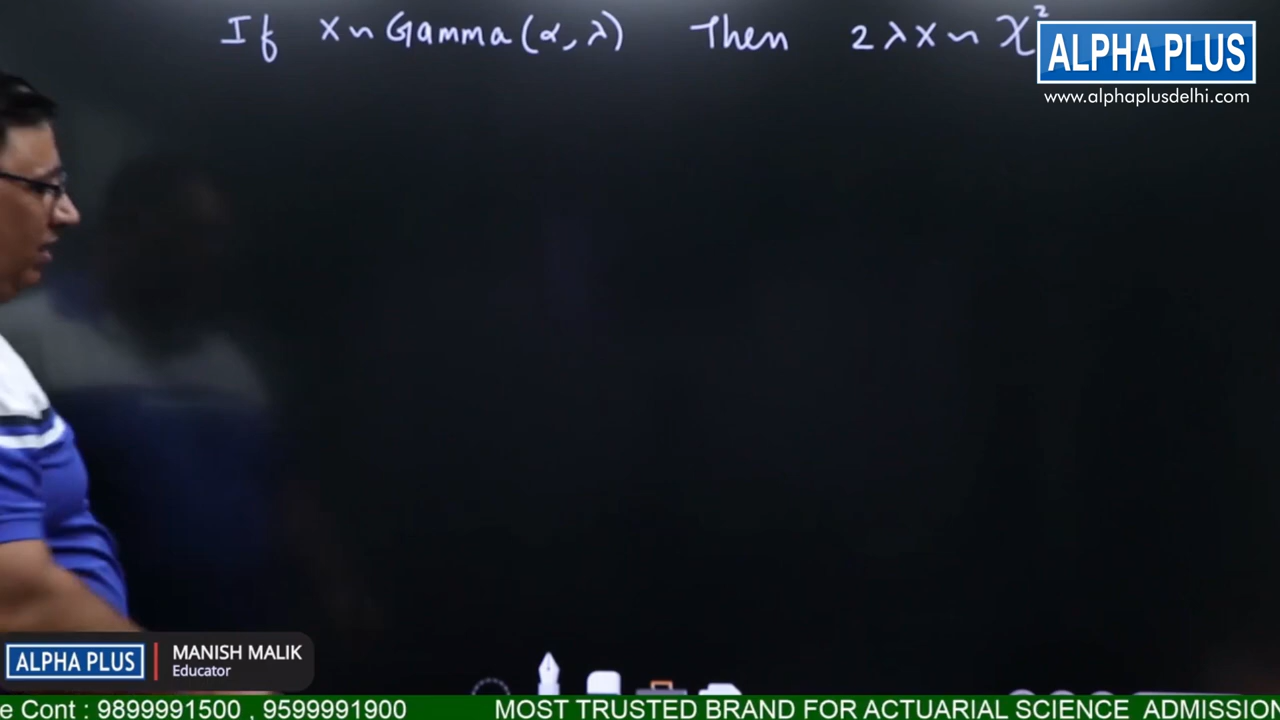 If X ~ Gamma(α, λ) Then 2λX ~ χ²
ALPHA PLUS
www.alphaplusdelhi.com
ALPHA PLUS
MANISH MALIK
Educator
e Cont : 9899991500 , 9599991900 MOST TRUSTED BRAND FOR ACTUARIAL SCIENCE ADMISSION